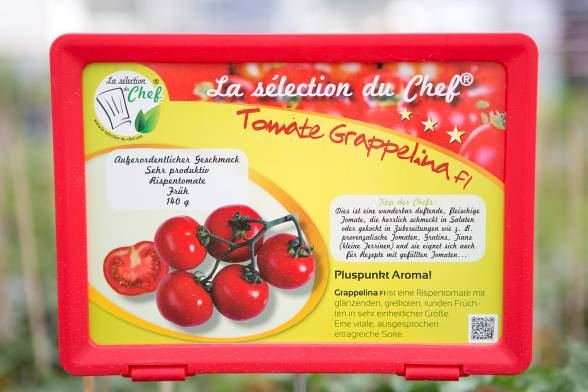 La sélection
du Chef®
La sélection du Chef®
Tomate Grappelina F1
Außerordentlicher Geschmack
Sehr produktiv
Rispentomate
Früh
140 g
Tipp des Chefs:
Dies ist eine wunderbar duftende, fleischige
Tomate, die herrlich schmeckt in Salaten
oder gekocht in Zubereitungen wie z. B.
provenzalische Tomaten, Gratins, Tians
(kleine Terrinen) und sie eignet sich auch
für Rezepte mit gefüllten Tomaten...
Pluspunkt Aroma!
Grappelina F1 ist eine Rispentomate mit
glänzenden, grellroten, runden Früch-
ten in sehr einheitlicher Größe.
Eine vitale, ausgesprochen
ertragreiche Sorte.